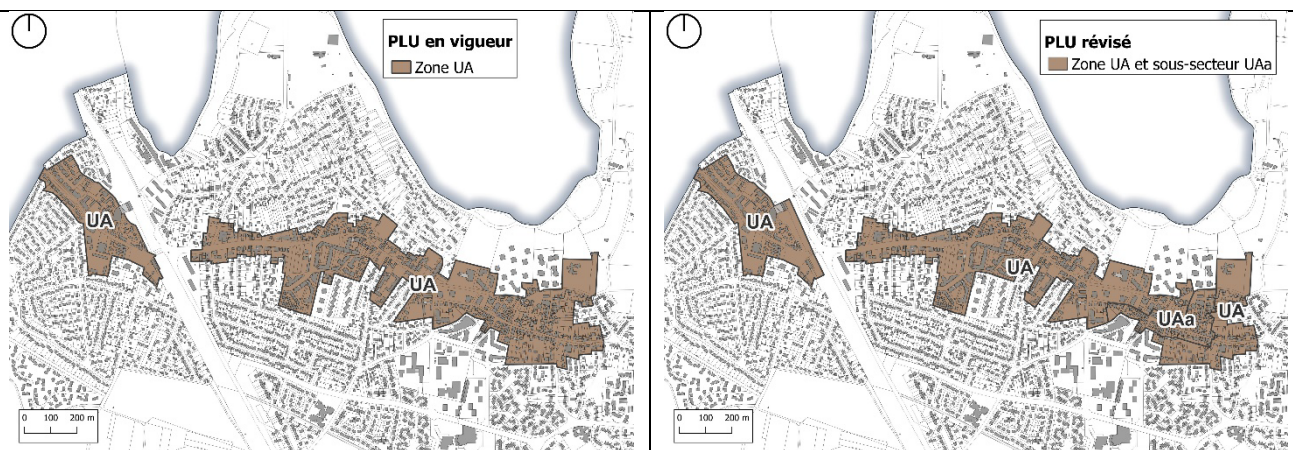 PLU en vigueur
Zone UA
UA
UA
0 100 200 m
PLU révisé
Zone UA et sous-secteur UAa
UA
UA
UAa
UA
0 100 200 m